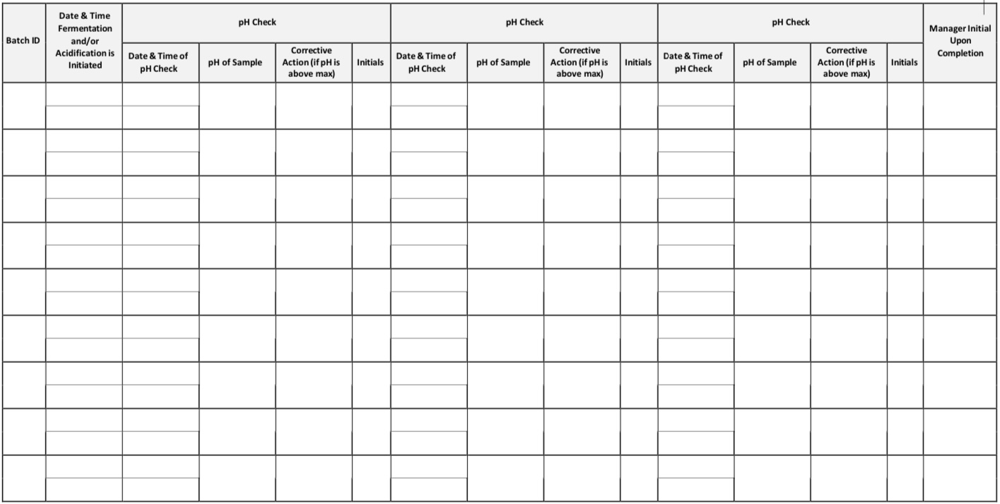 Batch ID
Date & Time
Fermentation
and/or
Acidification is
Initiated
pH Check
Date & Time of
pH Check
pH of Sample
Corrective
Action (if pH is
above max)
Initials
pH Check
Date & Time of
pH Check
pH of Sample
Corrective
Action (if pH is
above max)
Initials
pH Check
Date & Time of
pH Check
pH of Sample
Corrective
Action (if pH is
above max)
Initials
Manager Initial
Upon
Completion